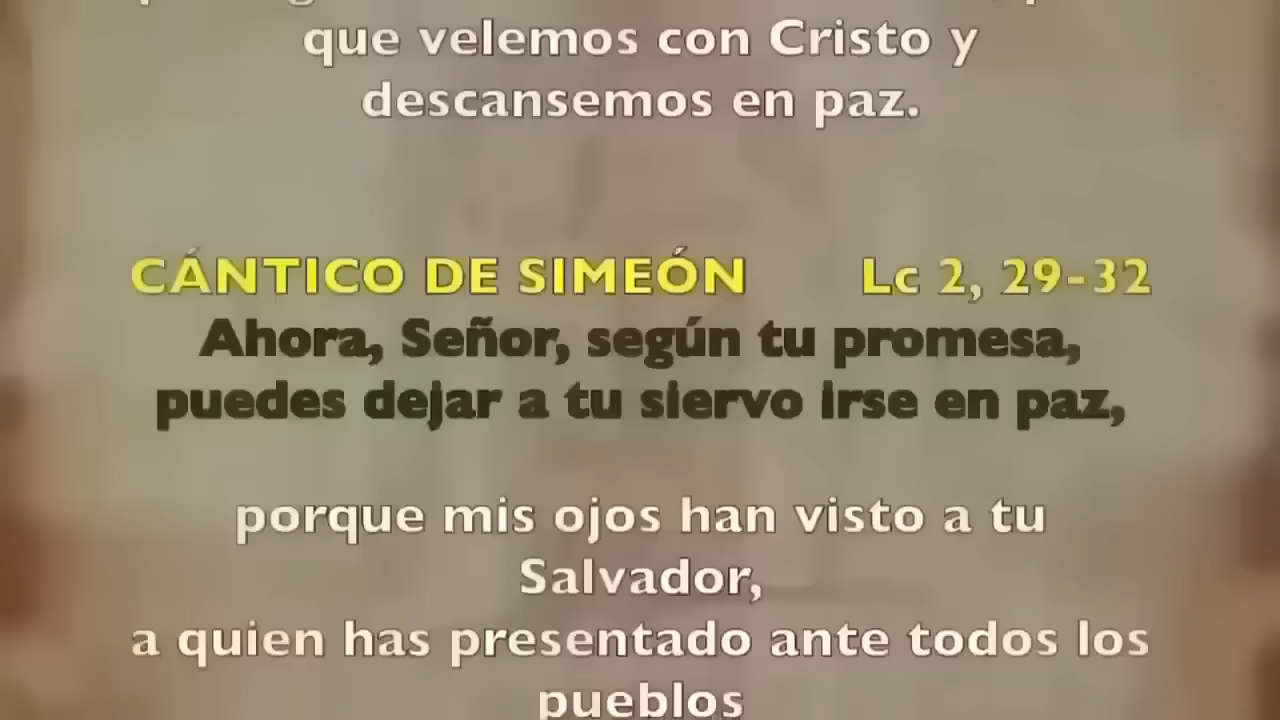 que velemos con Cristo y
descansemos en paz.
CÁNTICO DE SIMEÓN Lc 2, 29-32
Ahora, Señor, según tu promesa,
puedes dejar a tu siervo irse en paz,
porque mis ojos han visto a tu
Salvador,
a quien has presentado ante todos los
pueblos